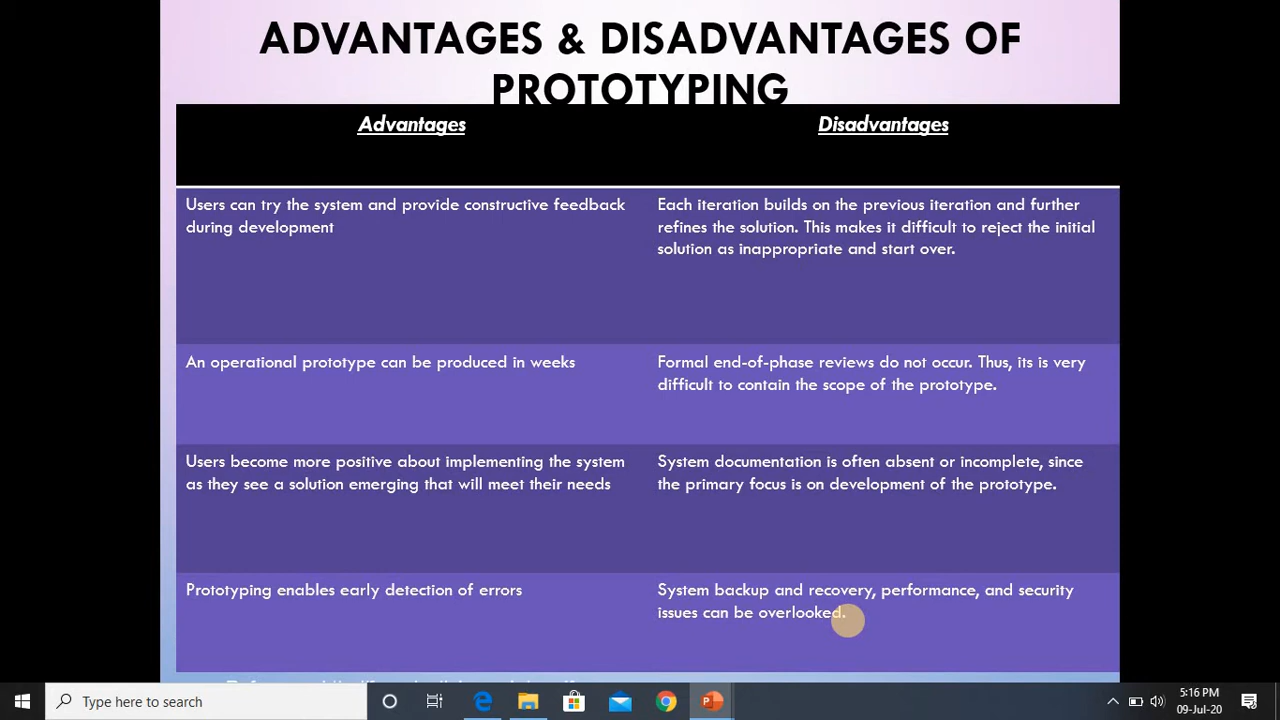 ADVANTAGES & DISADVANTAGES OF
PROTOTYPING
Advantages
Disadvantages
Users can try the system and provide constructive feedback
during development
Each iteration builds on the previous iteration and further
refines the solution. This makes it difficult to reject the initial
solution as inappropriate and start over.
An operational prototype can be produced in weeks
Formal end-of-phase reviews do not occur. Thus, its is very
difficult to contain the scope of the prototype.
Users become more positive about implementing the system
as they see a solution emerging that will meet their needs
System documentation is often absent or incomplete, since
the primary focus is on development of the prototype.
Prototyping enables early detection of errors
System backup and recovery, performance, and security
issues can be overlooked.
Type here to search
5:16 PM
09-Jul-20